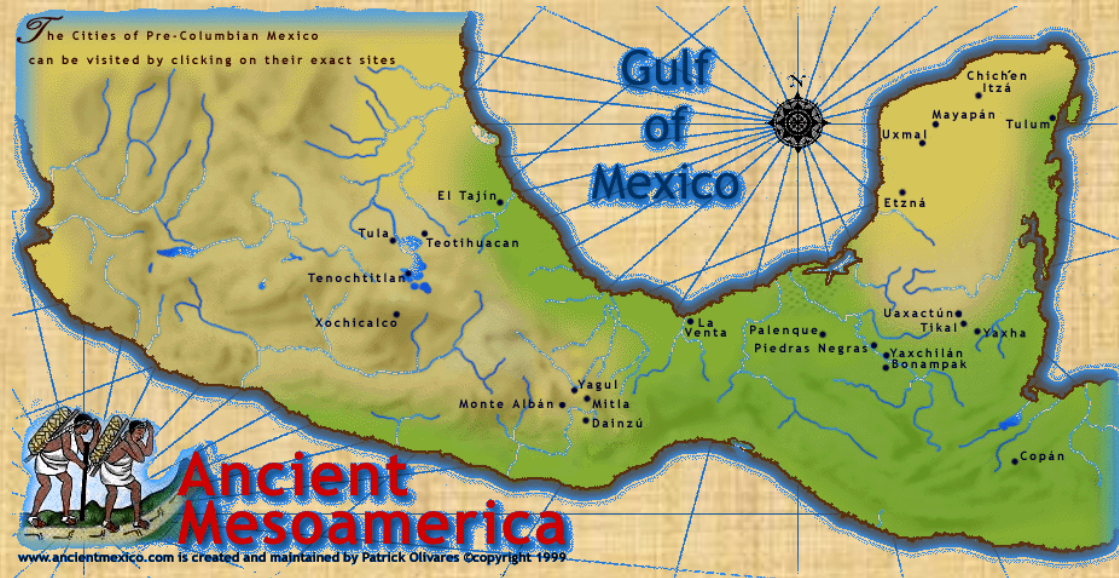 The Cities of Pre-Columbian Mexico
can be visited by clicking on their exact sites
Gulf
of
Mexico
N
Chichen
Itzá
Mayapán
Tulum
Uxmal
Etzná
El Tajín
Tula
Teotihuacan
Tenochtitlan
Xochicalco
La
Venta
Uaxactún
Tikal
Yaxha
Palenque
Piedras Negras
Yaxchilán
Bonampak
Yagul
Monte Albán
Mitla
Dainzú
Copán
Ancient
Mesoamerica
www.ancientmexico.com is created and maintained by Patrick Olivares ©copyright 1999